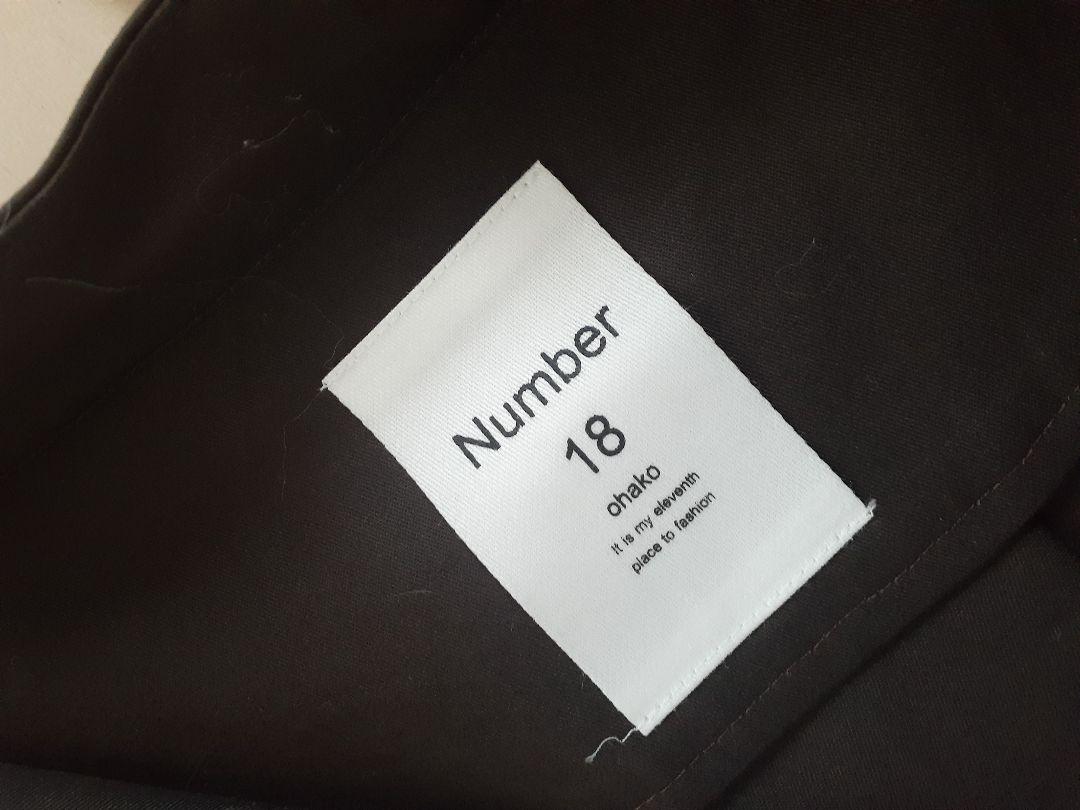 Number
18
ohako
It is my eleventh
place to fashion